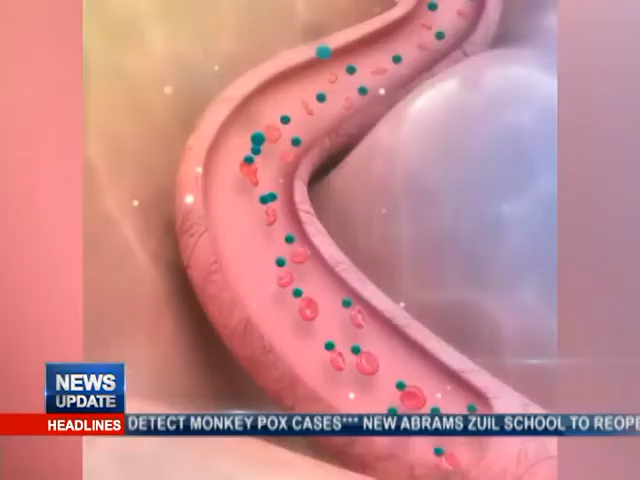 NEWS
UPDATE
HEADLINES
DETECT MONKEY POX CASES*** NEW ABRAMS ZUIL SCHOOL TO REOPE